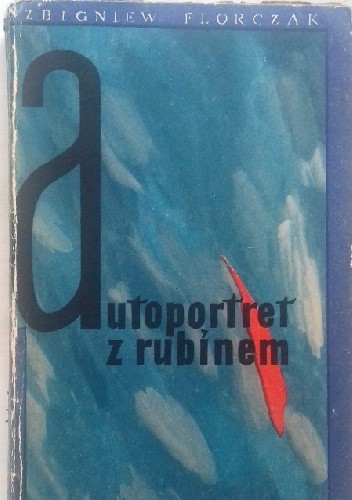 ZBIGNIEW FLORCZAK
autoportret
z rubinem